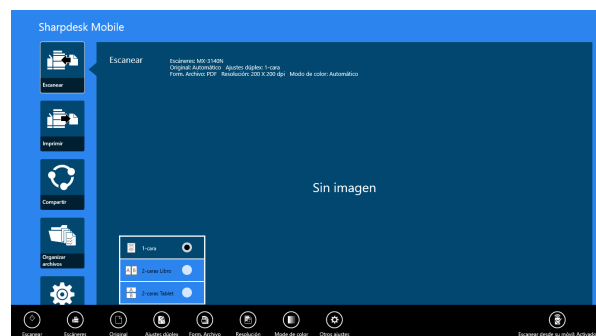 Sharpdesk Mobile
Escanear
Imprimir
Compartir
Organizar
archivos
Escanear
Escáneres: MX-3140N
Original: Automático Ajustes dúplex: 1-cara
Form. Archivo: PDF Resolución: 200 X 200 dpi Modo de color: Automático
Sin imagen
1-cara
2-caras Libro
2-caras Tablet
Escanear
Escáneres
Original
Ajustes dúplex
Form. Archivo
Resolución
Mode de color
Otros ajustes
Escanear desde su móvil Activado